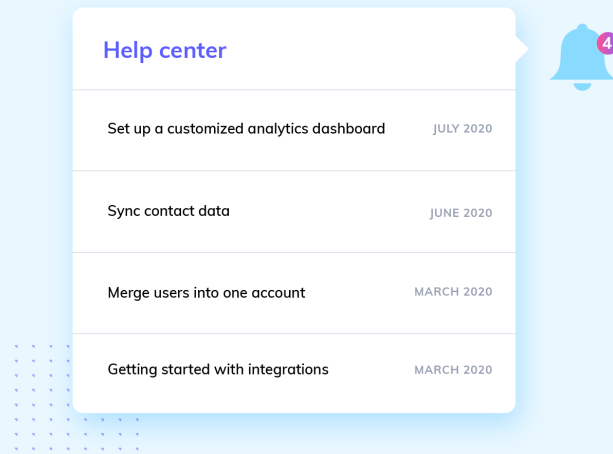 Help center
4
Set up a customized analytics dashboard JULY 2020
Sync contact data JUNE 2020
Merge users into one account MARCH 2020
Getting started with integrations MARCH 2020